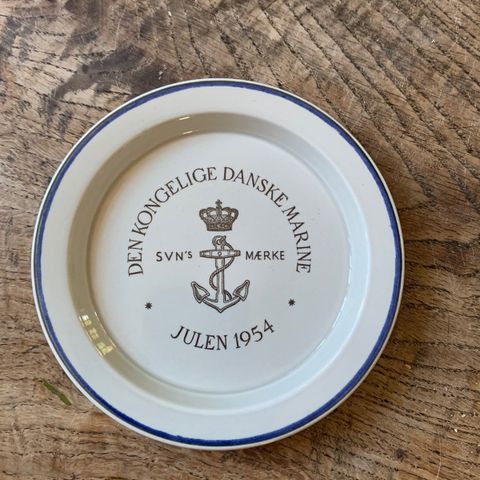 DEN KONGELIGE DANSKE MARINE
SVN'S MÆRKE
JULEN 1954